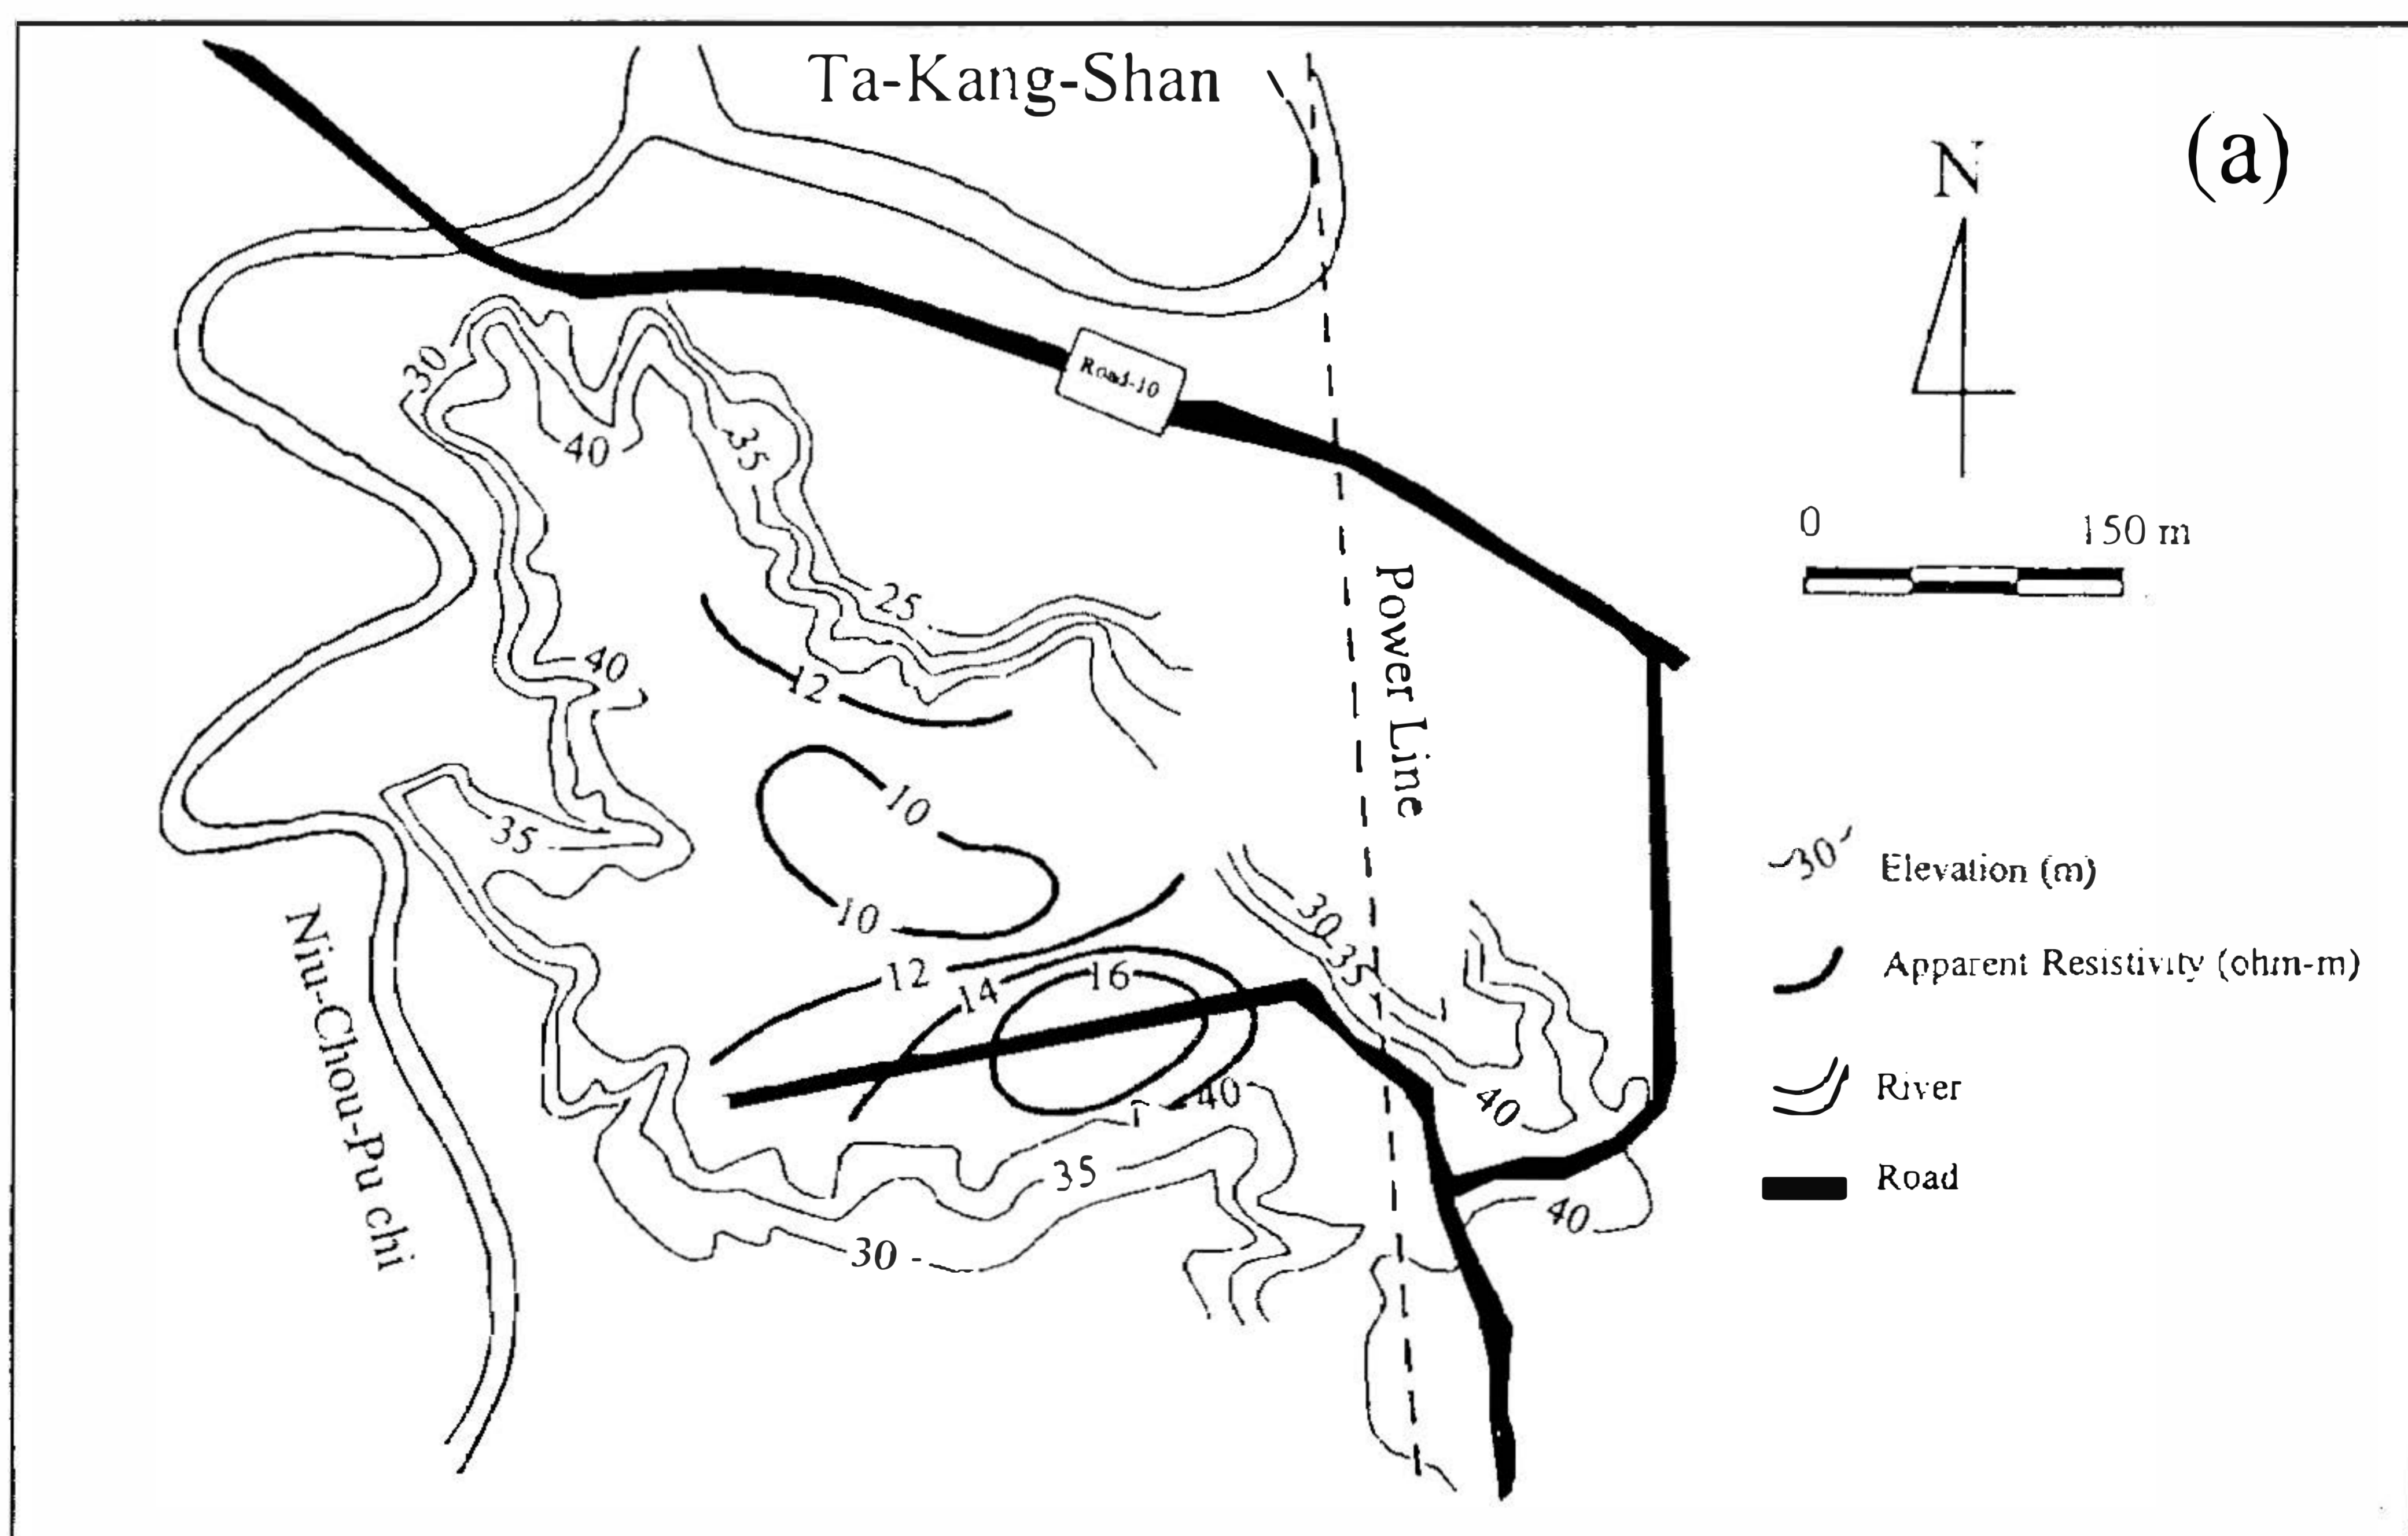 Ta-Kang-Shan
(a)
N
0
150 m
Road-10
30
40
35
25
Power Line
40
12
10
35
10
30
35
12
14
16
Niu-Chou-Pu chi
40
40
35
40
30 -
30
Elevation (m)
Apparent Resistivity (ohm-m)
River
Road